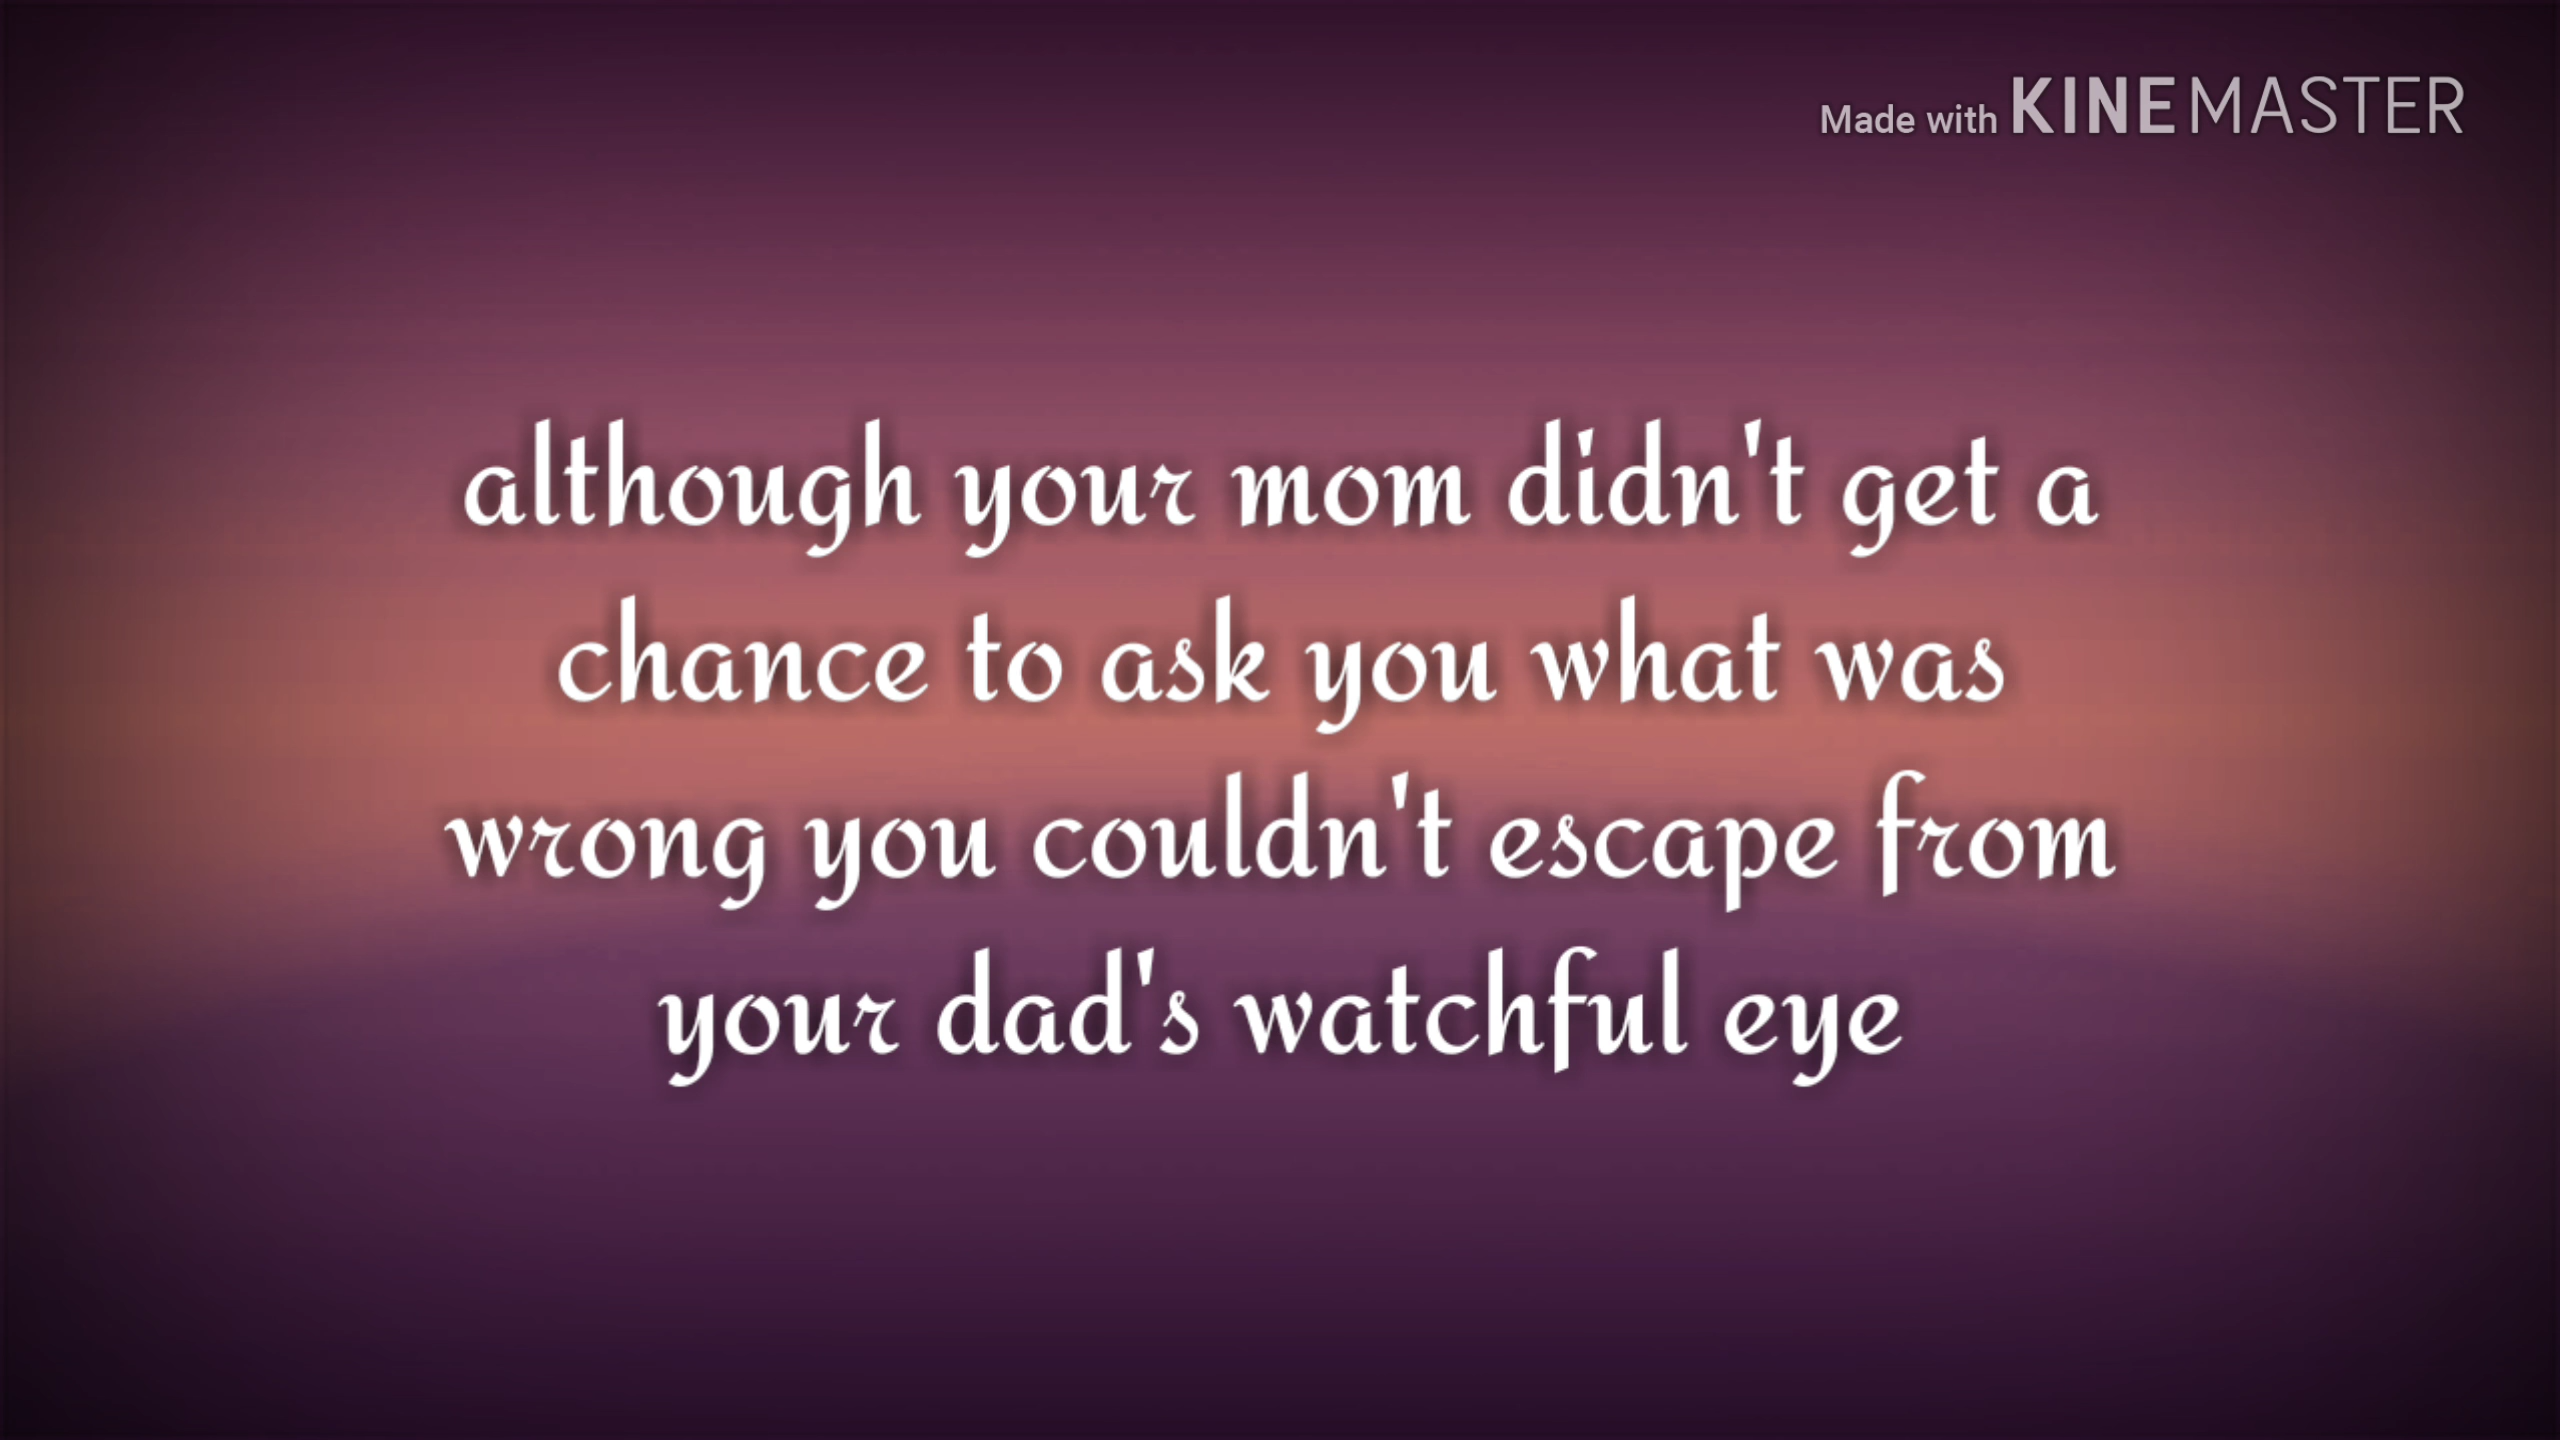 Made with KINEMASTER
although your mom didn't get a
chance to ask you what was
wrong you couldn't escape from
your dad's watchful eye